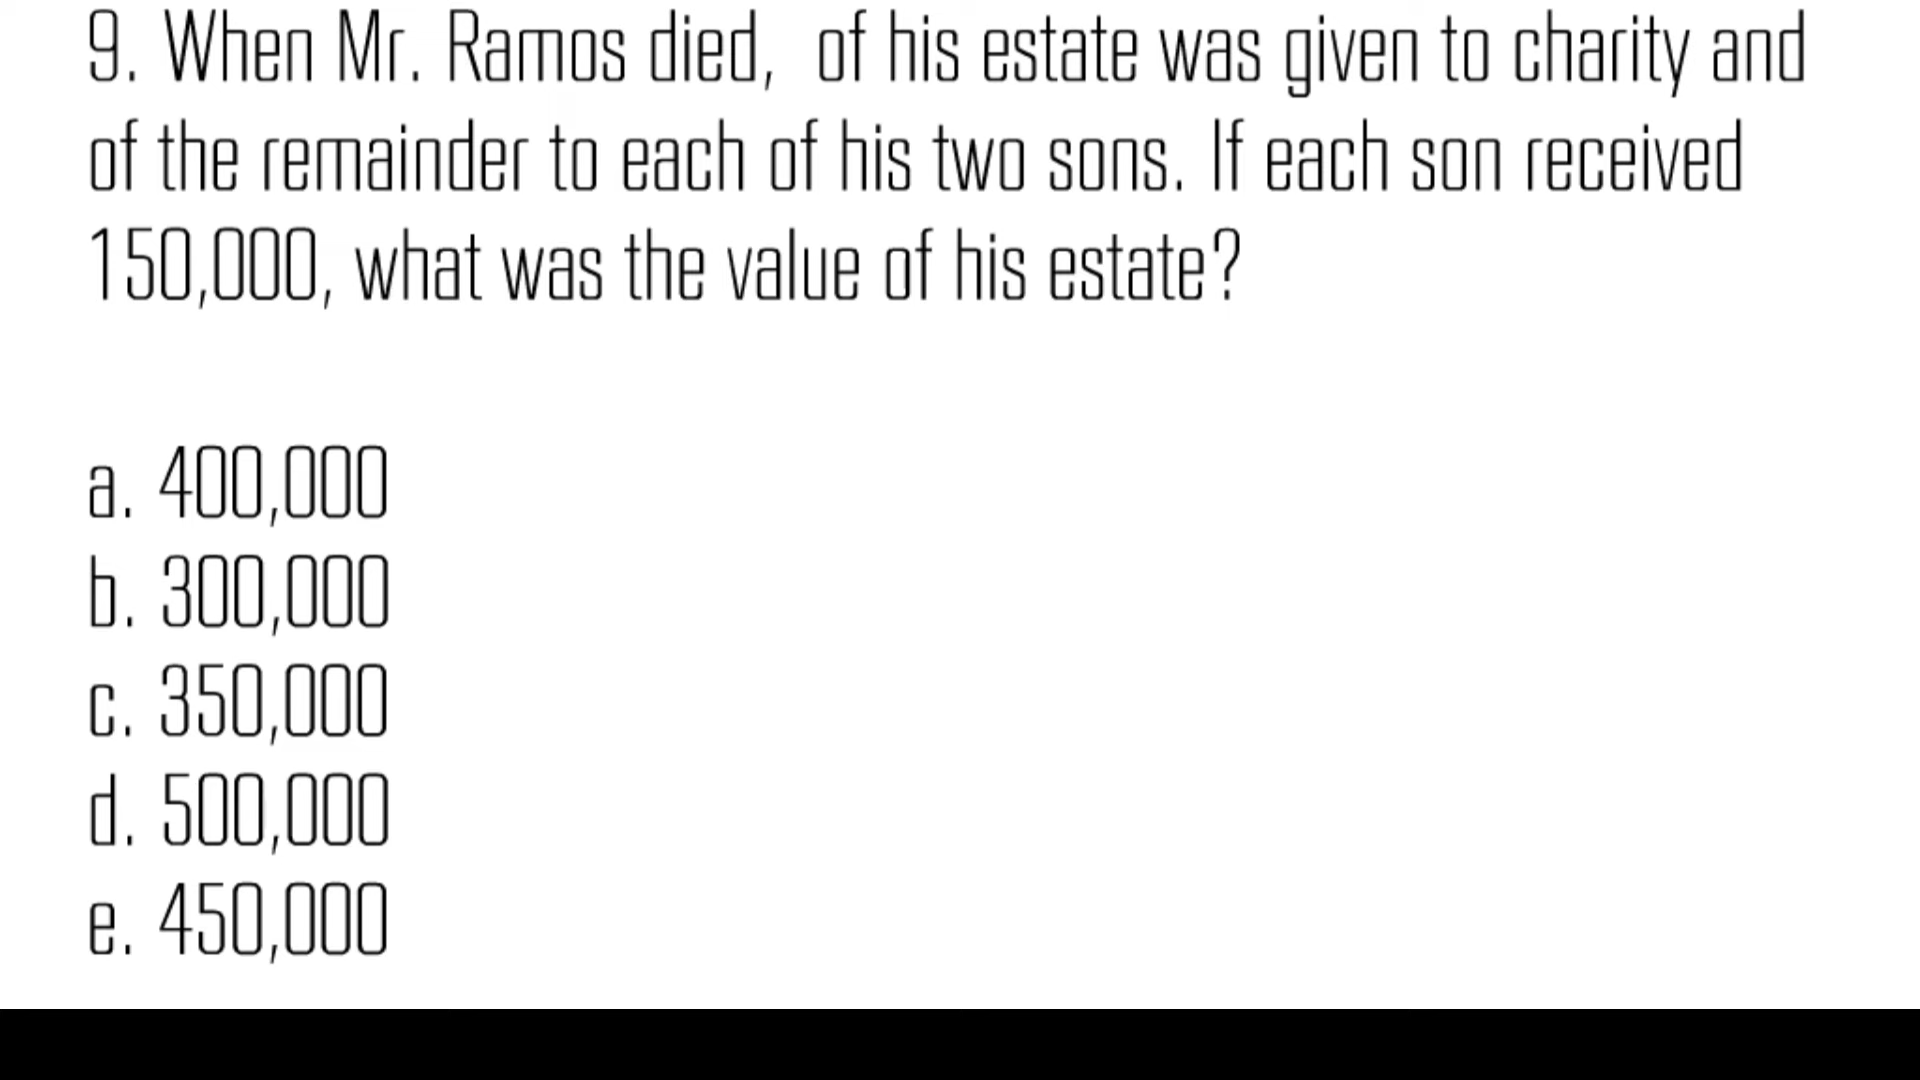 9. When Mr. Ramos died, of his estate was given to charity and
of the remainder to each of his two sons. If each son received
150,000, what was the value of his estate?
a. 400,000
b. 300,000
c. 350,000
d. 500,000
e. 450,000